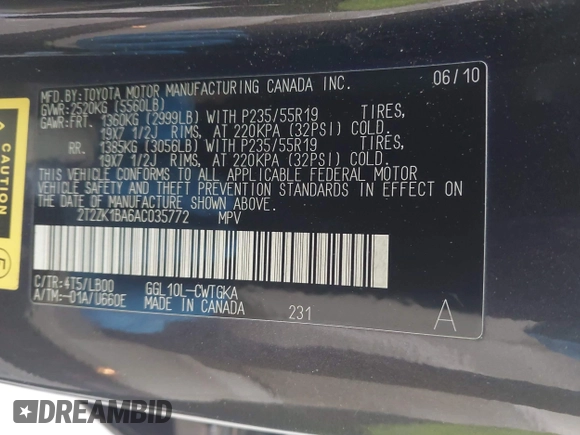 MFD.BY:TOYOTA MOTOR MANUFACTURING CANADA INC. 06/10
GVWR:2520KG (5560LB)
GAWR:FRT. 1360KG (2999LB) WITH P235/55R19 TIRES,
19X7 1/2J RIMS, AT 220KPA (32PSI) COLD.
RR. 1385KG (3056LB) WITH P235/55R19 TIRES,
19X7 1/2J RIMS, AT 220KPA (32PSI) COLD.
THIS VEHICLE CONFORMS TO ALL APPLICABLE FEDERAL MOTOR
VEHICLE SAFETY AND THEFT PREVENTION STANDARDS IN EFFECT ON
THE DATE OF MANUFACTURE SHOWN ABOVE.
2T2ZK1BA6AC035772 MPV
C/TR:4T5/LB00 GGL10L-CWTGKA
A/TM:-01A/U660E MADE IN CANADA 231 A
CAUTION
DREAMBID